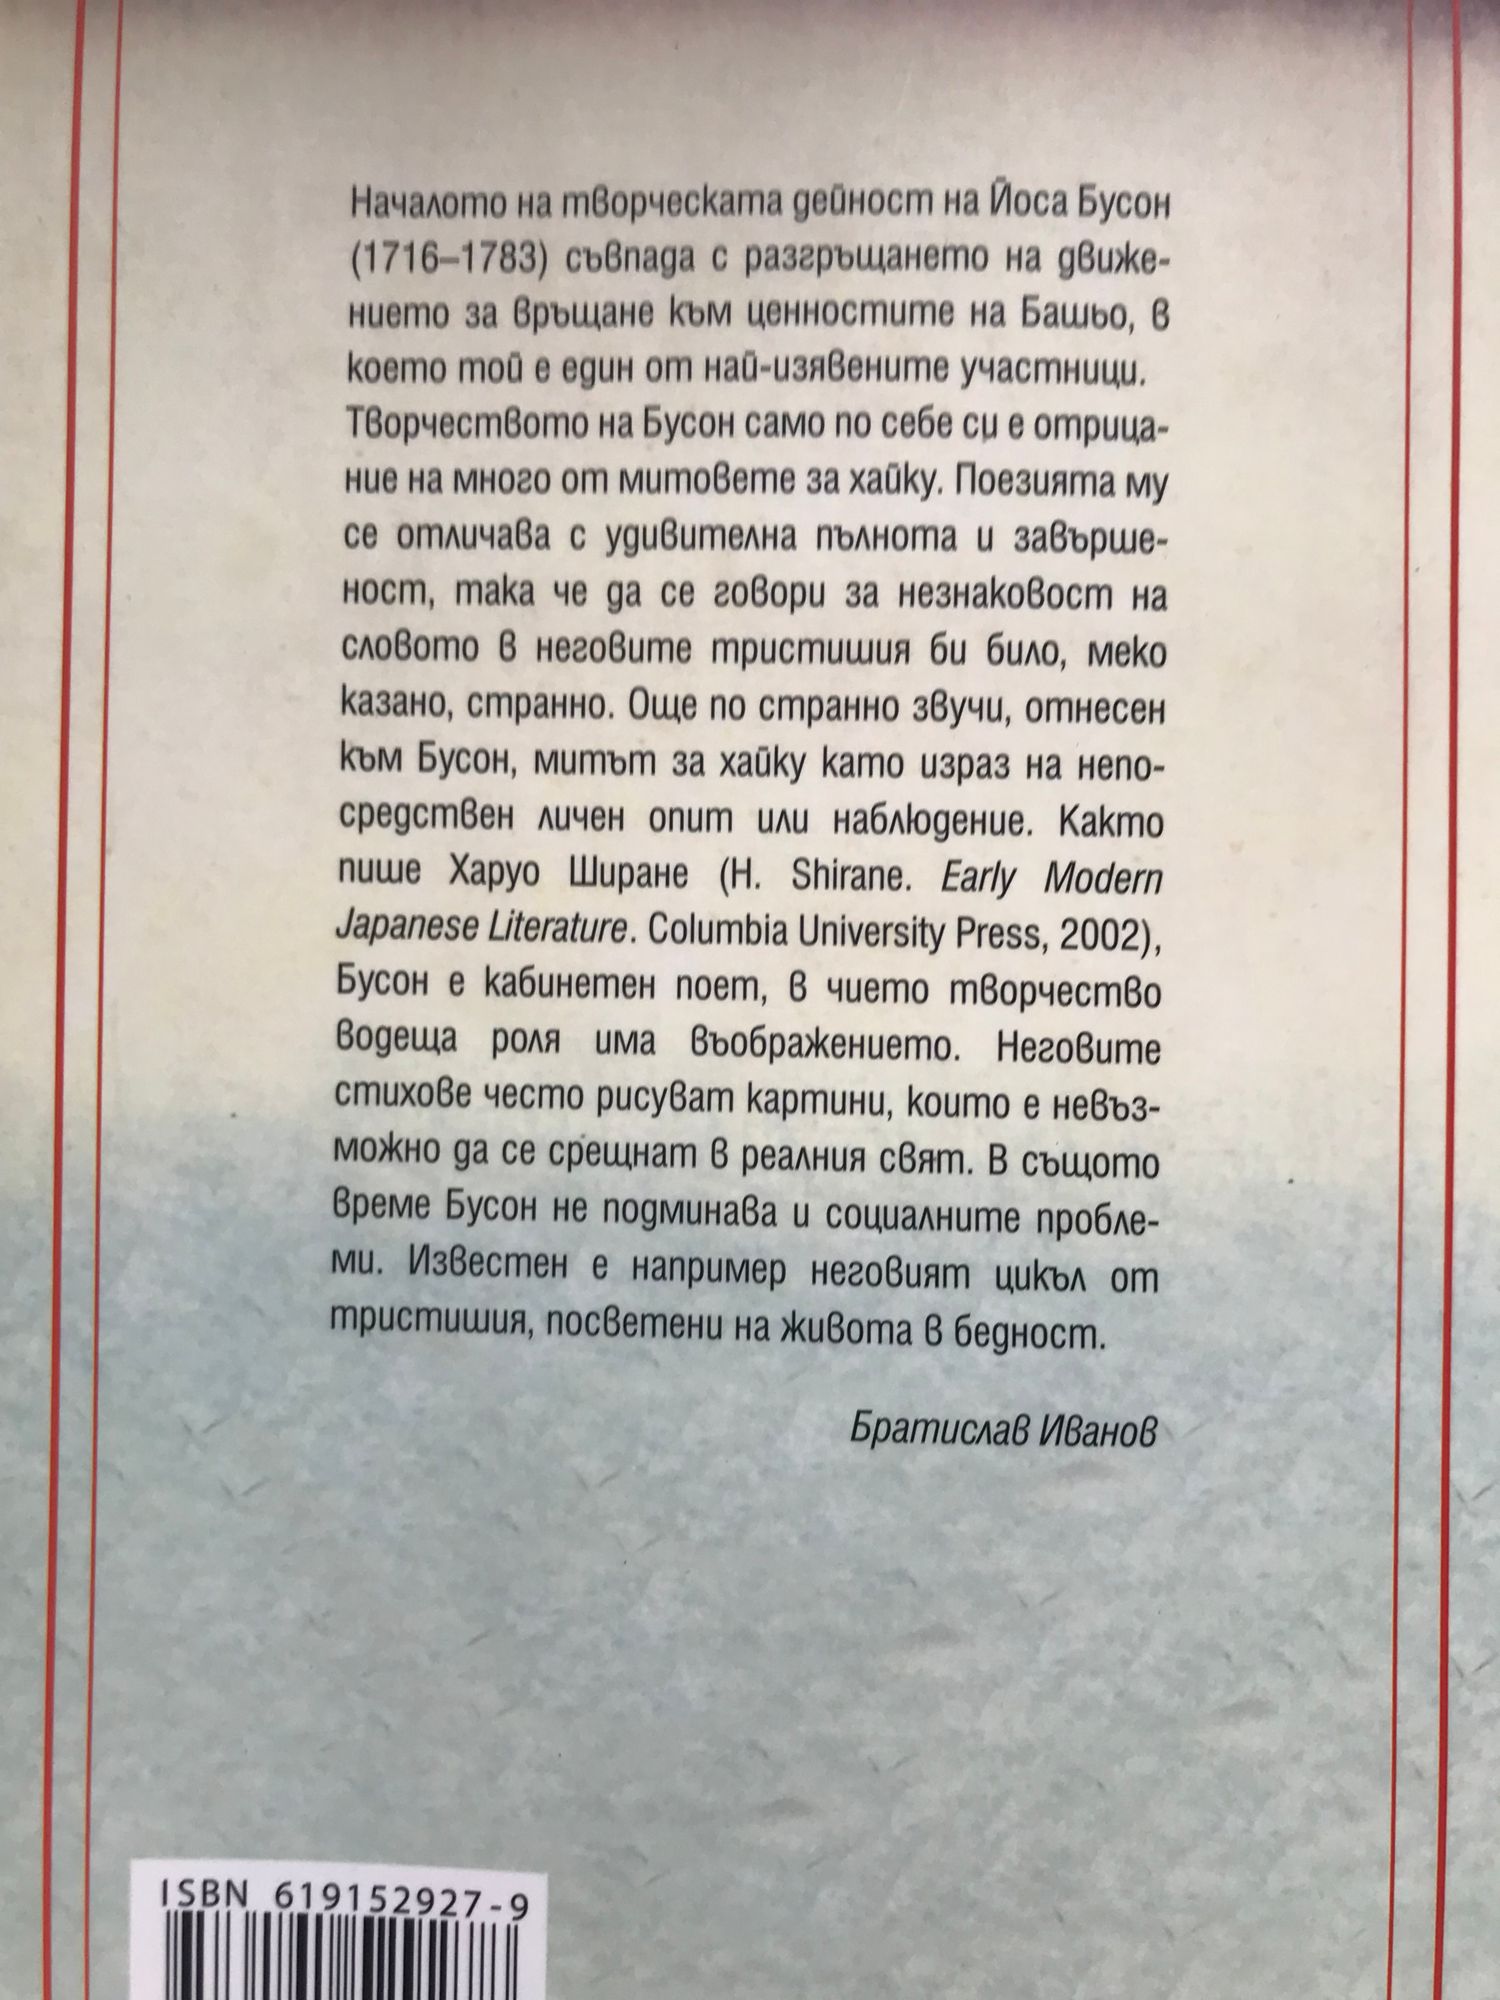 Началото на творческата дейност на Йоса Бусон
(1716–1783) съвпада с разгръщането на движе-
нието за връщане към ценностите на Башьо, в
което той е един от най-изявените участници.
Творчеството на Бусон само по себе си е отрица-
ние на много от митовете за хайку. Поезията му
се отличава с удивителна пълнота и завърше-
ност, така че да се говори за незнаковост на
словото в неговите тристишия би било, меко
казано, странно. Още по странно звучи, отнесен
към Бусон, митът за хайку като израз на непо-
средствен личен опит или наблюдение. Както
пише Харуо Ширане (H. Shirane. Early Modern
Japanese Literature. Columbia University Press, 2002),
Бусон е кабинетен поет, в чието творчество
водеща роля има въображението. Неговите
стихове често рисуват картини, които е невъз-
можно да се срещнат в реалния свят. В същото
време Бусон не подминава и социалните пробле-
ми. Известен е например неговият цикъл от
тристишия, посветени на живота в бедност.
Братислав Иванов
ISBN 619152927-9